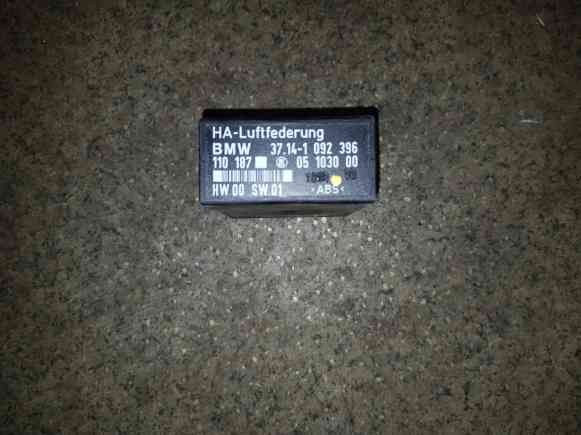 HA-Luftfederung
BMW 37.14-1 092 396
110 187 05 1030 00
HW 00 SW.01 >ABS<